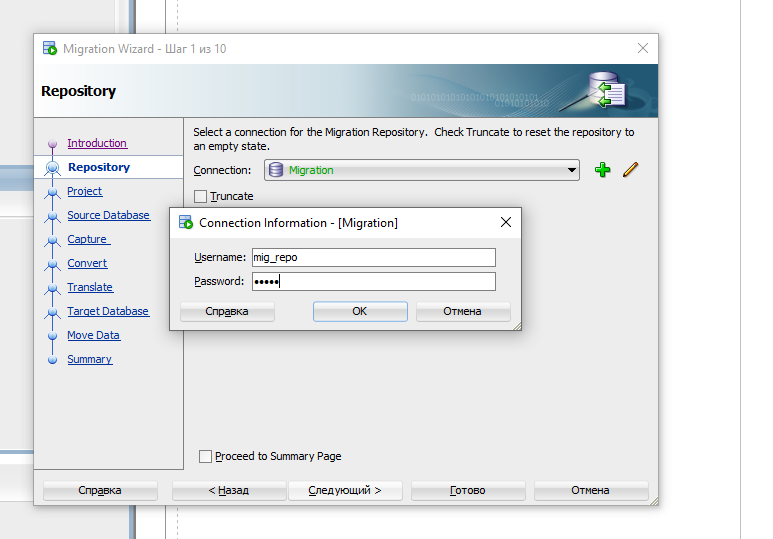 Migration Wizard - Шаг 1 из 10
Repository
0101010101010101010101010101
01010101010
Introduction
Repository
Project
Source Database
Capture
Convert
Translate
Target Database
Move Data
Summary
Select a connection for the Migration Repository.  Check Truncate to reset the repository to
an empty state.
Connection:
Migration
Truncate
Connection Information - [Migration]
Username:
mig_repo
Password:
•••••
Справка
OK
Отмена
Proceed to Summary Page
Справка
< Назад
Следующий >
Готово
Отмена